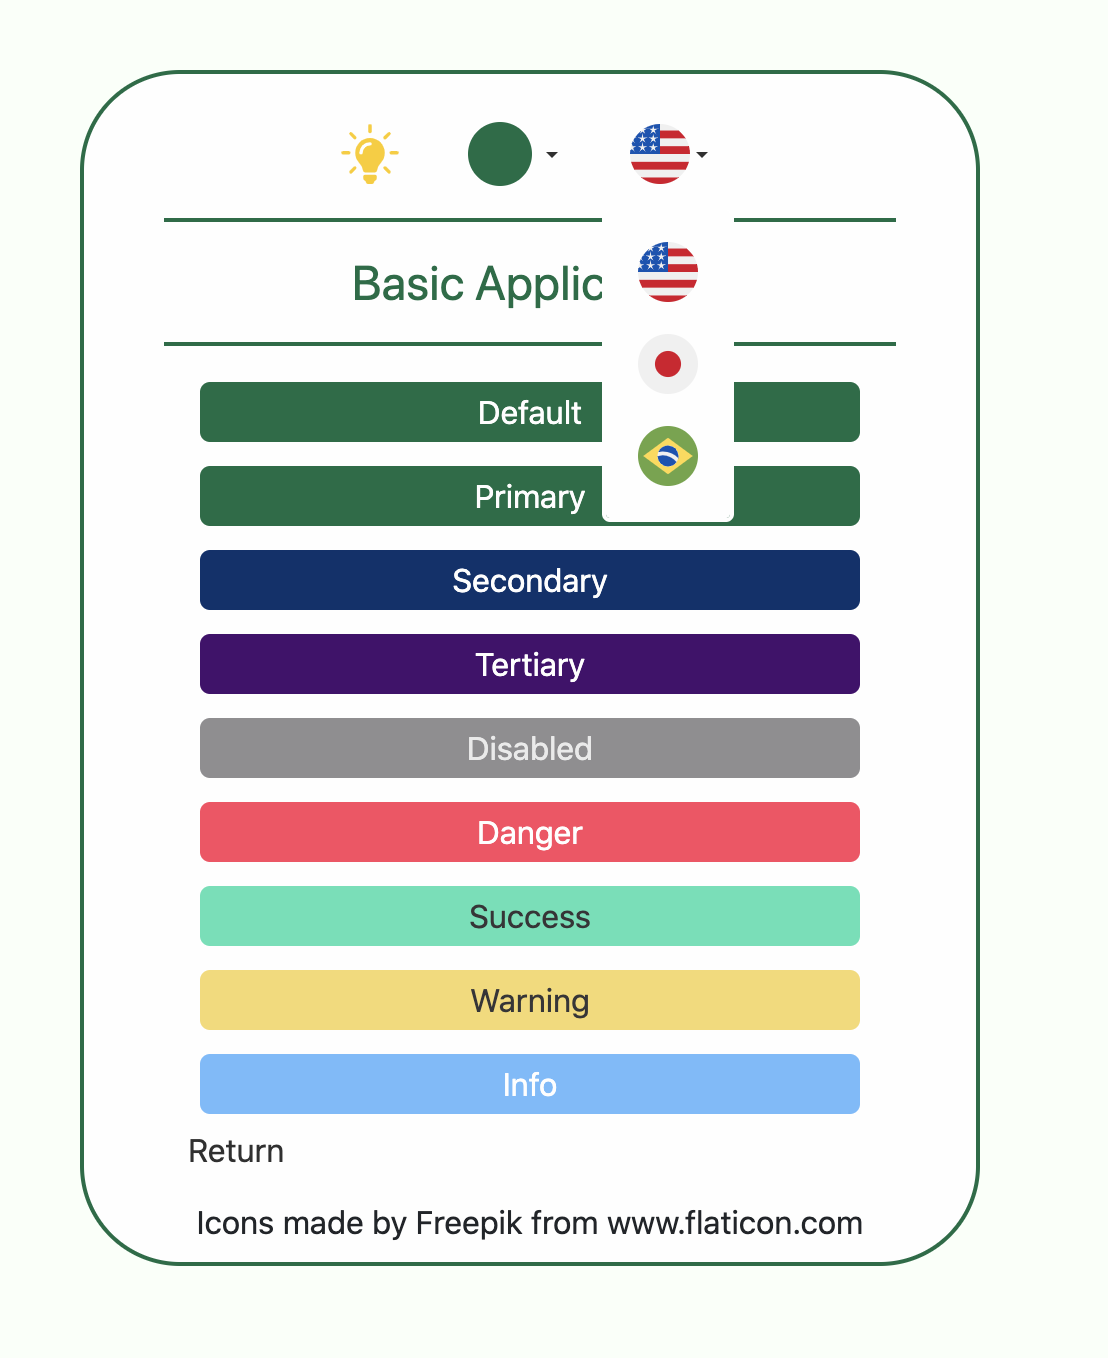 Basic Applic
Default
Primary
Secondary
Tertiary
Disabled
Danger
Success
Warning
Info
Return
Icons made by Freepik from www.flaticon.com